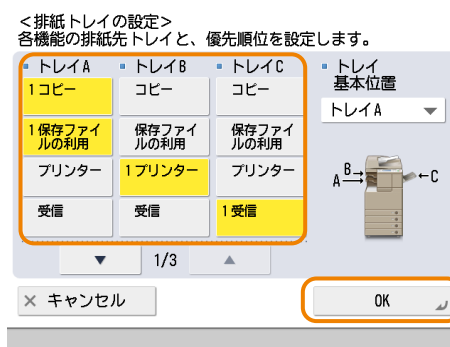 <排紙トレイの設定>
各機能の排紙先トレイと、優先順位を設定します。
トレイA トレイB トレイC トレイ
基本位置
1コピー コピー コピー
トレイA
1保存ファイ 保存ファイ 保存ファイ
ルの利用 ルの利用 ルの利用
プリンター 1プリンター プリンター
A B C
受信 受信 1受信
▼ 1/3 ▲
× キャンセル OK